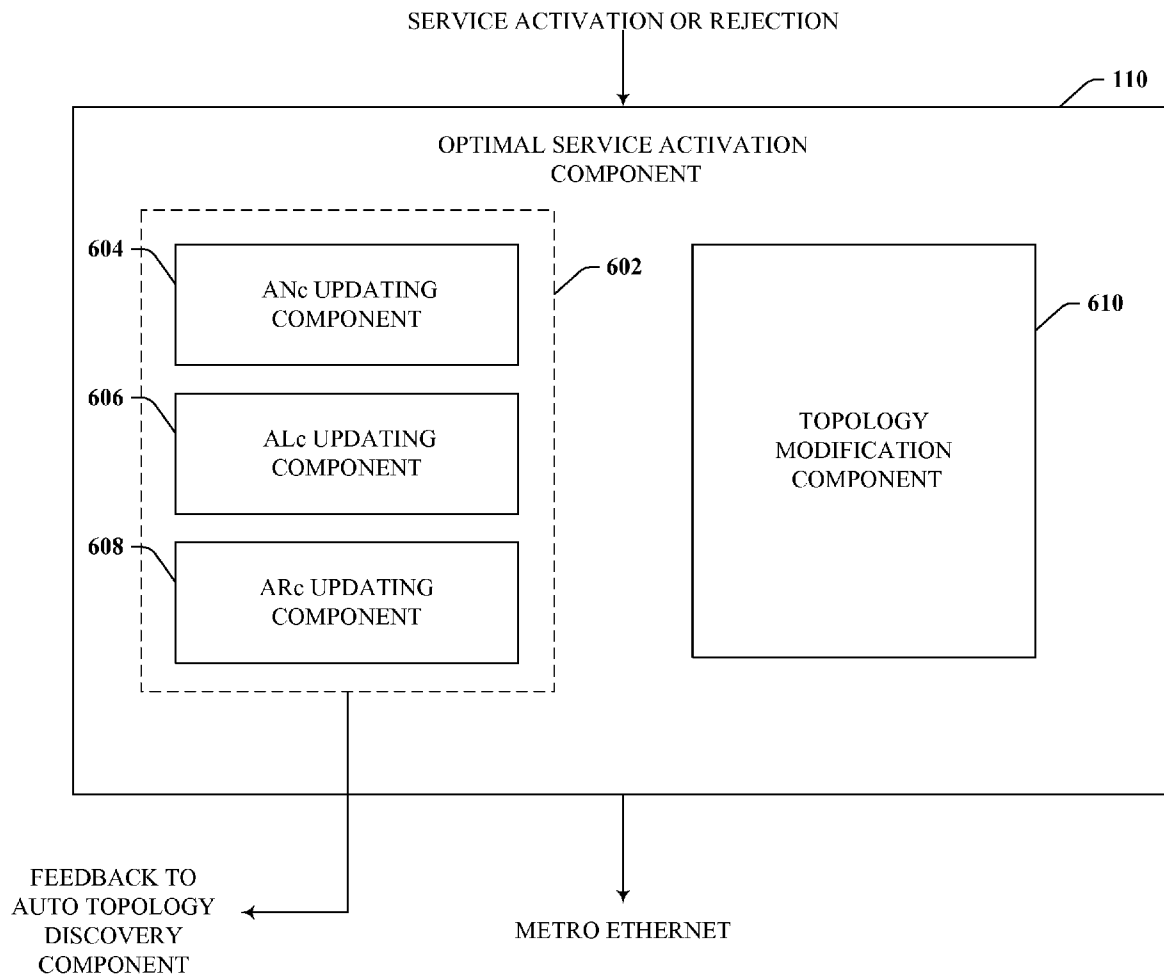 SERVICE ACTIVATION OR REJECTION
110
OPTIMAL SERVICE ACTIVATION
COMPONENT
604
602
ANc UPDATING
COMPONENT
610
606
ALc UPDATING
COMPONENT
TOPOLOGY
MODIFICATION
COMPONENT
608
ARc UPDATING
COMPONENT
FEEDBACK TO
AUTO TOPOLOGY
DISCOVERY
COMPONENT
METRO ETHERNET